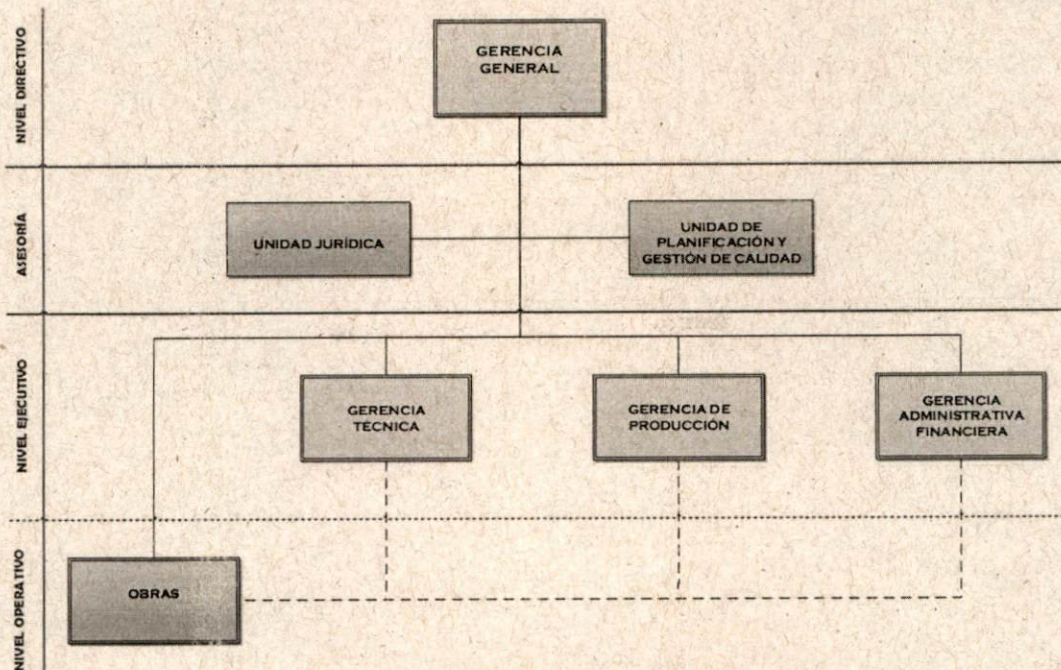 NIVEL DIRECTIVO
GERENCIA
GENERAL
ASESORÍA
UNIDAD JURÍDICA
UNIDAD DE
PLANIFICACIÓN Y
GESTIÓN DE CALIDAD
NIVEL EJECUTIVO
GERENCIA
TÉCNICA
GERENCIA DE
PRODUCCIÓN
GERENCIA
ADMINISTRATIVA
FINANCIERA
NIVEL OPERATIVO
OBRAS